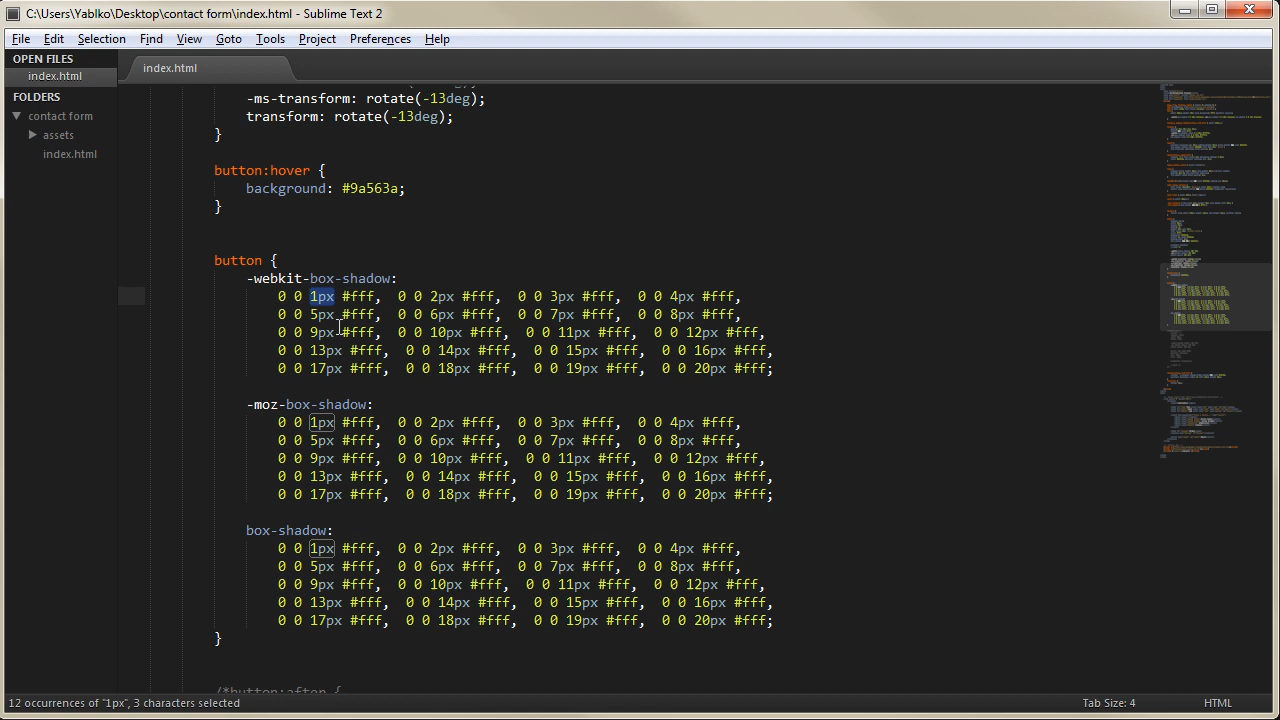 C:\Users\Yablko\Desktop\contact form\index.html - Sublime Text 2
File Edit Selection Find View Goto Tools Project Preferences Help
OPEN FILES
index.html
FOLDERS
contact form
assets
index.html
index.html
-ms-transform: rotate(-13deg);
transform: rotate(-13deg);
}
button:hover {
background: #9a563a;
}
button {
-webkit-box-shadow:
0 0 1px #fff, 0 0 2px #fff, 0 0 3px #fff, 0 0 4px #fff,
0 0 5px #fff, 0 0 6px #fff, 0 0 7px #fff, 0 0 8px #fff,
0 0 9px #fff, 0 0 10px #fff, 0 0 11px #fff, 0 0 12px #fff,
0 0 13px #fff, 0 0 14px #fff, 0 0 15px #fff, 0 0 16px #fff,
0 0 17px #fff, 0 0 18px #fff, 0 0 19px #fff, 0 0 20px #fff;
-moz-box-shadow:
0 0 1px #fff, 0 0 2px #fff, 0 0 3px #fff, 0 0 4px #fff,
0 0 5px #fff, 0 0 6px #fff, 0 0 7px #fff, 0 0 8px #fff,
0 0 9px #fff, 0 0 10px #fff, 0 0 11px #fff, 0 0 12px #fff,
0 0 13px #fff, 0 0 14px #fff, 0 0 15px #fff, 0 0 16px #fff,
0 0 17px #fff, 0 0 18px #fff, 0 0 19px #fff, 0 0 20px #fff;
box-shadow:
0 0 1px #fff, 0 0 2px #fff, 0 0 3px #fff, 0 0 4px #fff,
0 0 5px #fff, 0 0 6px #fff, 0 0 7px #fff, 0 0 8px #fff,
0 0 9px #fff, 0 0 10px #fff, 0 0 11px #fff, 0 0 12px #fff,
0 0 13px #fff, 0 0 14px #fff, 0 0 15px #fff, 0 0 16px #fff,
0 0 17px #fff, 0 0 18px #fff, 0 0 19px #fff, 0 0 20px #fff;
}
/*button:after {
12 occurrences of "1px", 3 characters selected
Tab Size: 4
HTML